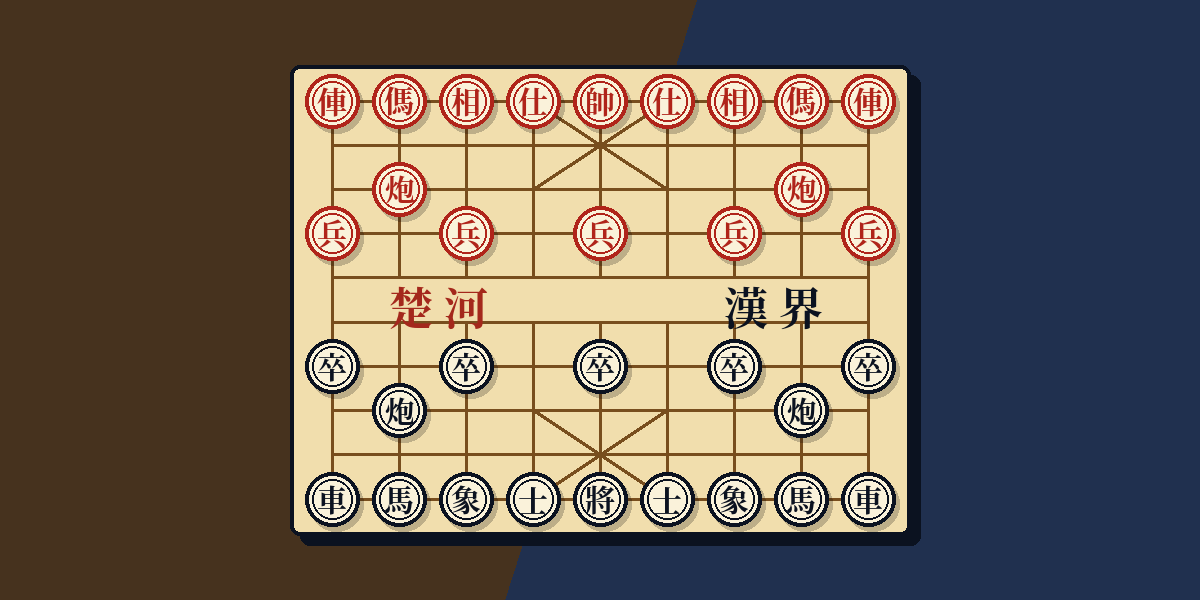 俥傌相仕帥仕相傌俥
炮炮
兵兵兵兵兵
楚河 漢界
卒卒卒卒卒
炮炮
車馬象士將士象馬車